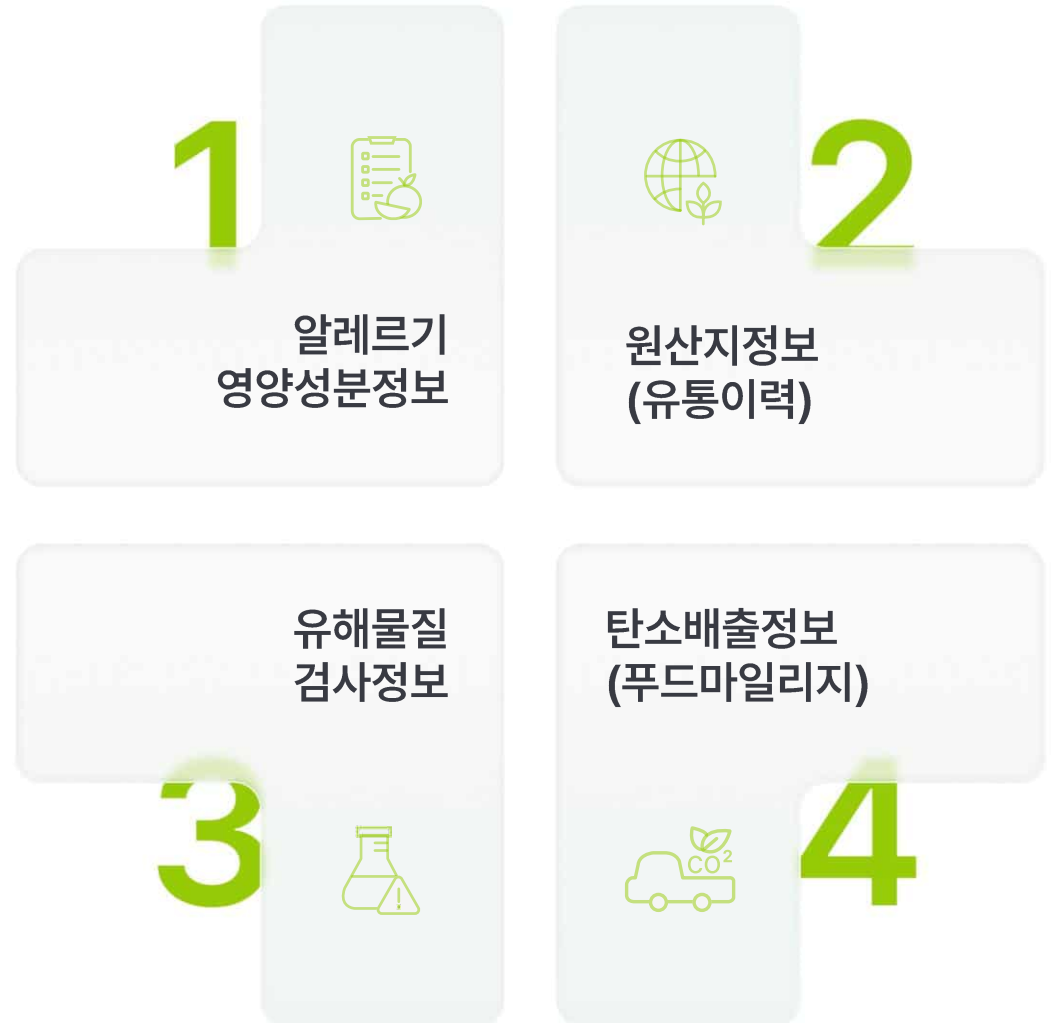 1
알레르기
영양성분정보
2
원산지정보
(유통이력)
3
유해물질
검사정보
4
탄소배출정보
(푸드마일리지)
CO²